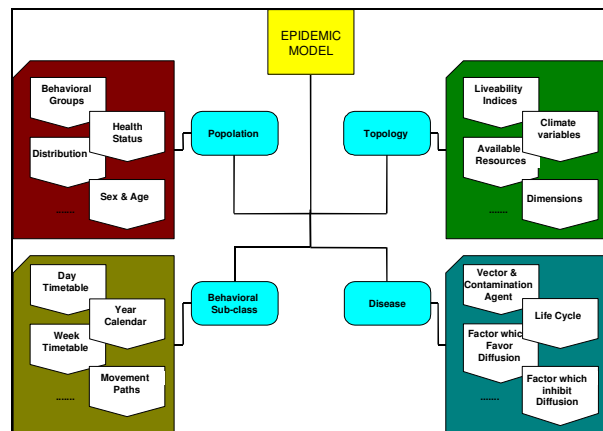 EPIDEMIC
MODEL
Behavioral
Groups
Health
Status
Distribution
Sex & Age
.......
Popolation
Topology
Liveability
Indices
Climate
variables
Available
Resources
Dimensions
.......
Day
Timetable
Year
Calendar
Week
Timetable
Movement
Paths
.......
Behavioral
Sub-class
Disease
Vector &
Contamination
Agent
Life Cycle
Factor which
Favor
Diffusion
Factor which
inhibit
Diffusion
.......